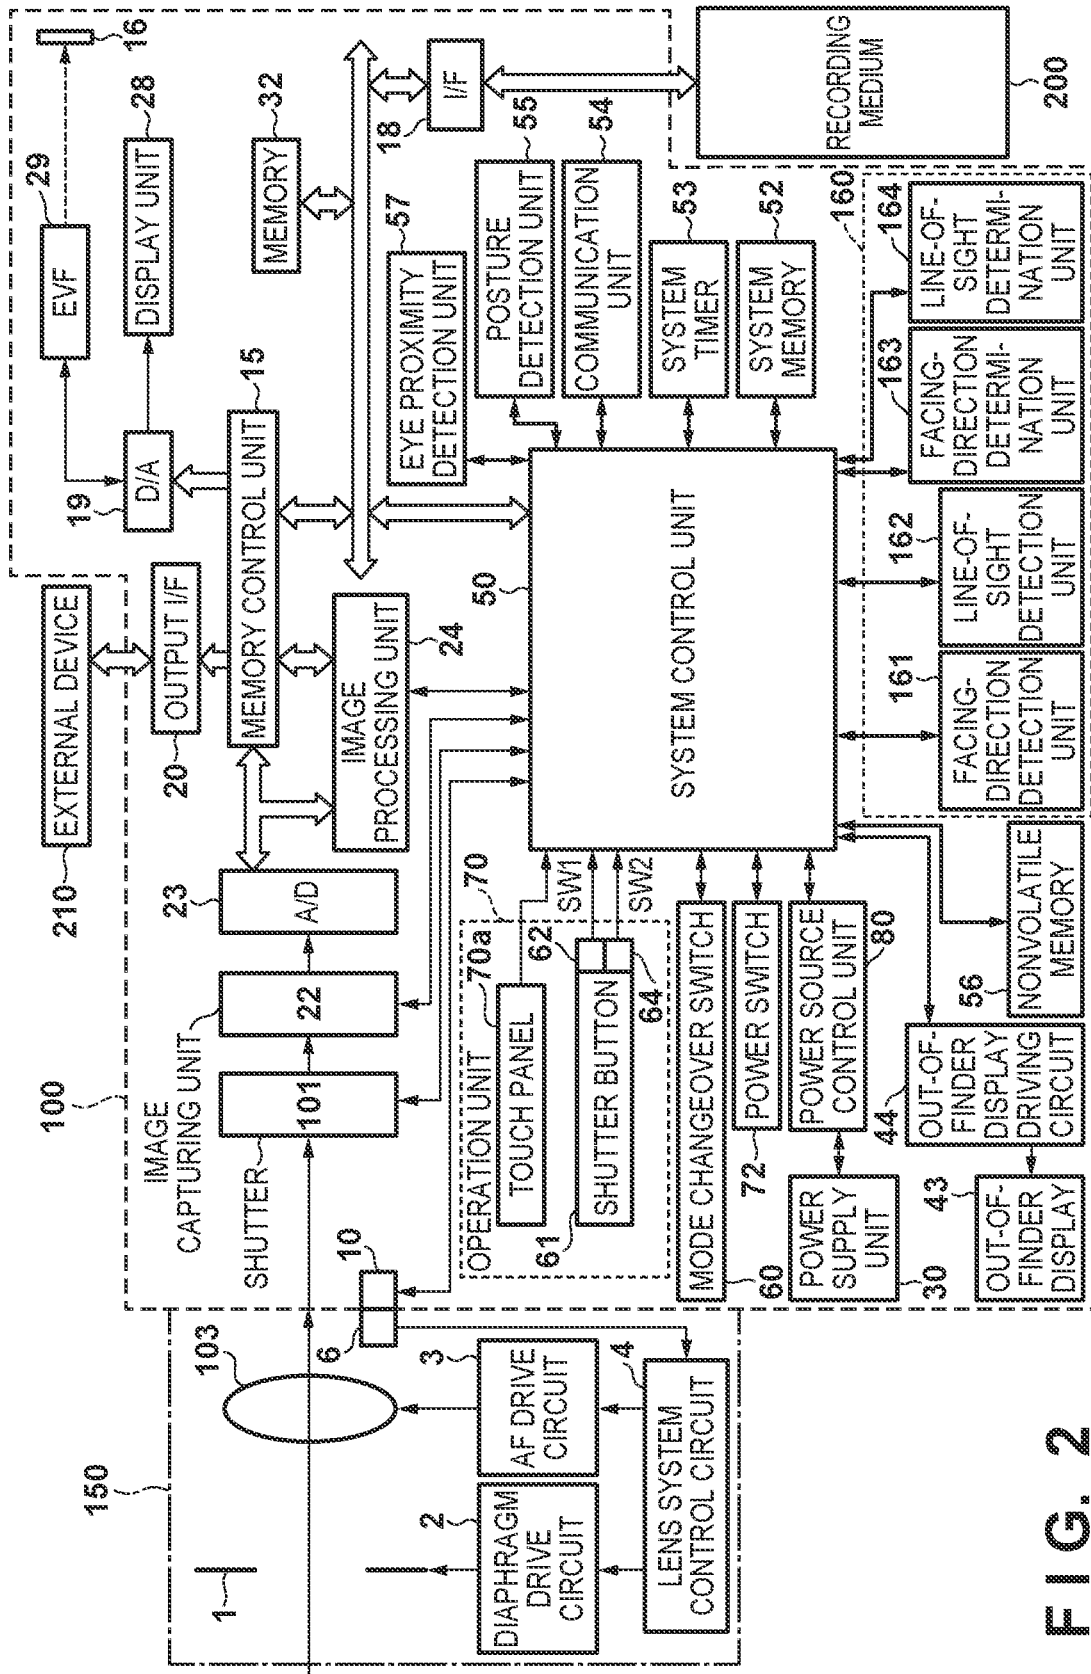 100
210
EXTERNAL DEVICE
20
OUTPUT I/F
19
D/A
29
EVF
16
28
DISPLAY UNIT
15
MEMORY CONTROL UNIT
32
MEMORY
150
1
103
SHUTTER
101
IMAGE
CAPTURING UNIT
22
23
A/D
IMAGE
PROCESSING UNIT
24
18
I/F
RECORDING
MEDIUM
200
6
10
2
DIAPHRAGM
DRIVE
CIRCUIT
3
AF DRIVE
CIRCUIT
4
LENS SYSTEM
CONTROL CIRCUIT
OPERATION UNIT
70
70a
TOUCH PANEL
61
SHUTTER BUTTON
62
64
SW1
SW2
57
EYE PROXIMITY
DETECTION UNIT
55
POSTURE
DETECTION UNIT
54
COMMUNICATION
UNIT
53
SYSTEM
TIMER
52
SYSTEM
MEMORY
50
SYSTEM CONTROL UNIT
60
MODE CHANGEOVER SWITCH
72
POWER SWITCH
80
POWER SOURCE
CONTROL UNIT
30
POWER
SUPPLY
UNIT
43
OUT-OF-
FINDER
DISPLAY
44
OUT-OF-
FINDER
DISPLAY
DRIVING
CIRCUIT
56
NONVOLATILE
MEMORY
160
161
FACING-
DIRECTION
DETECTION
UNIT
162
LINE-OF-
SIGHT
DETECTION
UNIT
163
FACING-
DIRECTION
DETERMI-
NATION
UNIT
164
LINE-OF-
SIGHT
DETERMI-
NATION
UNIT
FIG. 2